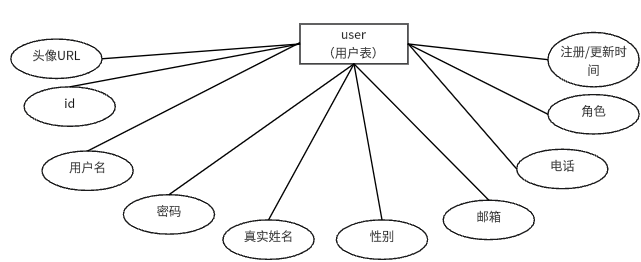 user
（用户表）
头像URL
注册/更新时
间
id
角色
用户名
电话
密码
邮箱
真实姓名
性别